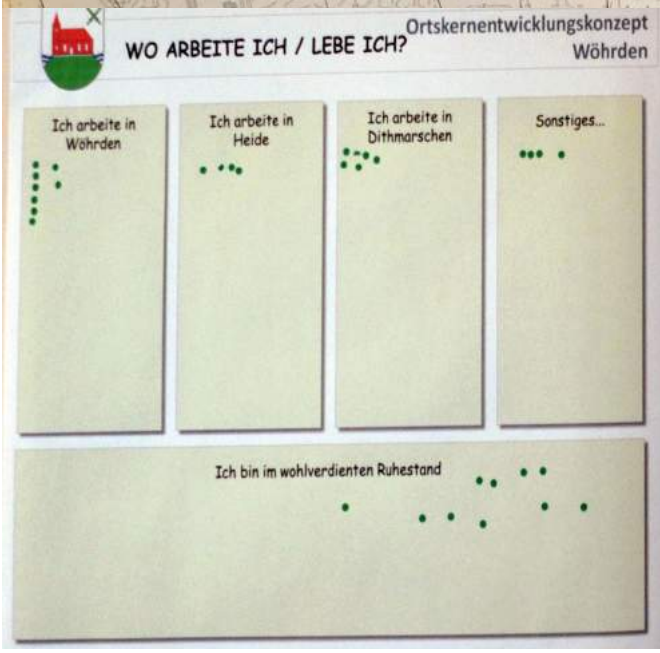 Ortskernentwicklungskonzept
Wöhrden
WO ARBEITE ICH / LEBE ICH?
Ich arbeite in
Wöhrden
Ich arbeite in
Heide
Ich arbeite in
Dithmarschen
Sonstiges...
Ich bin im wohlverdienten Ruhestand